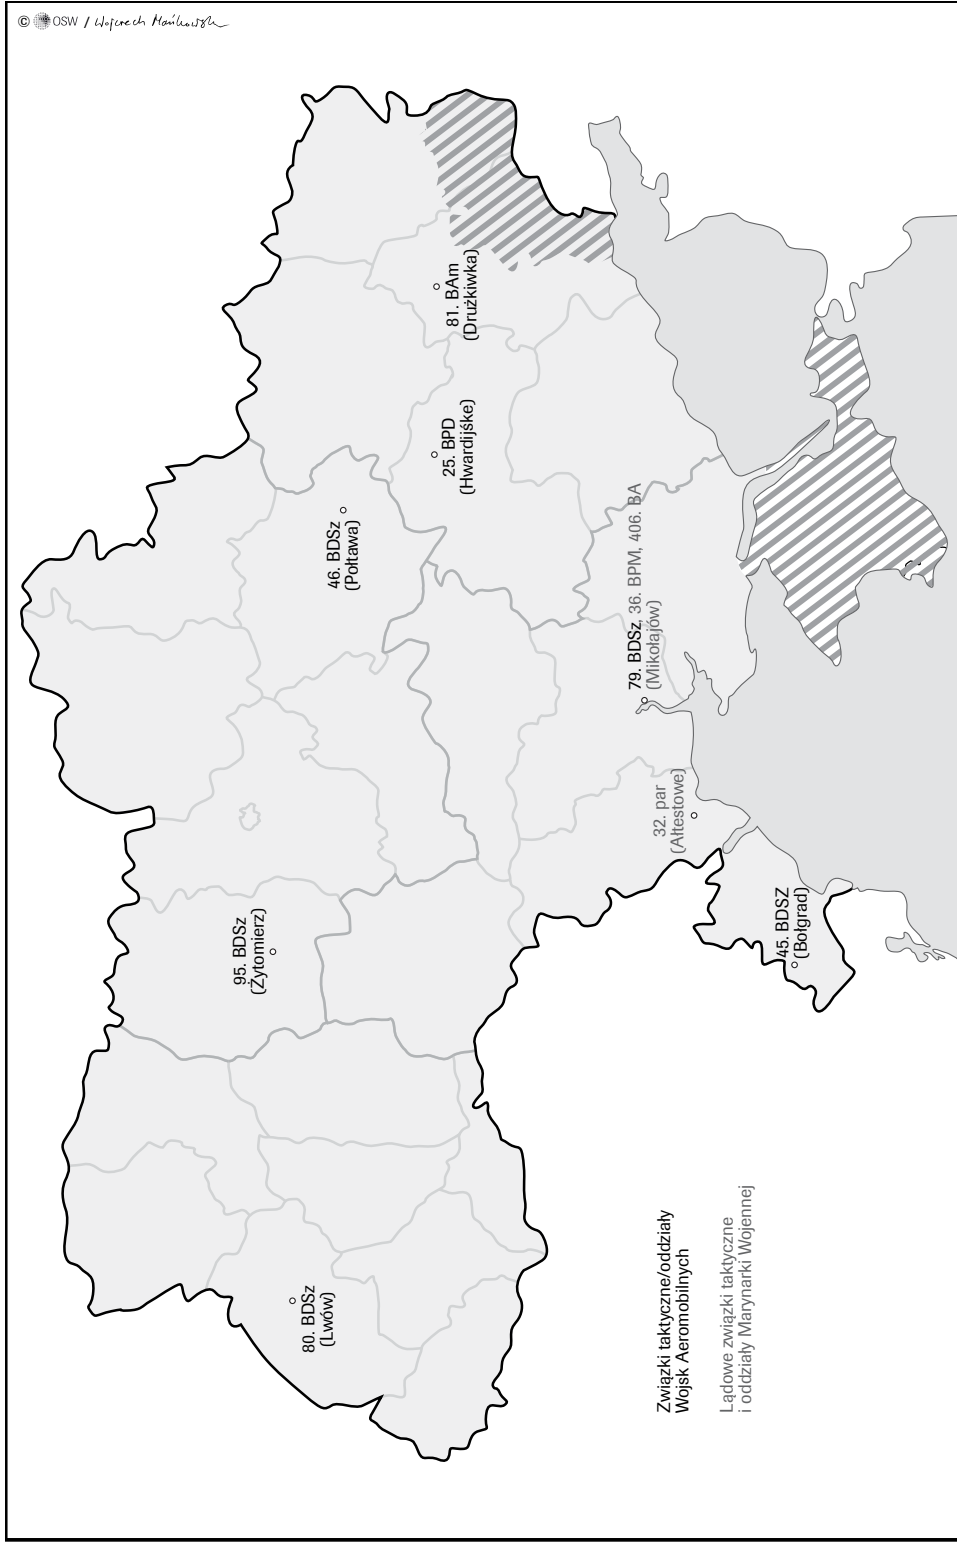 © OSW / Wojciech Mańkowski
81. BAm
(Drużkiwka)
25. BPD
(Hwardijśke)
46. BDSz
(Połtawa)
79. BDSz, 36. BPM, 406. BA
(Mikołajów)
32. par
(Ałtestowe)
45. BDSZ
(Bołgrad)
95. BDSz
(Żytomierz)
80. BDSz
(Lwów)
Związki taktyczne/oddziały
Wojsk Aeromobilnych
Lądowe związki taktyczne
i oddziały Marynarki Wojennej